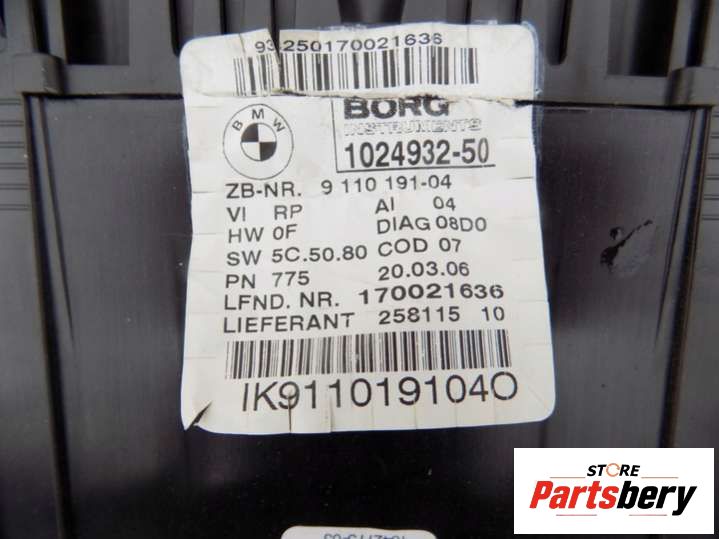 93250170021636
BMW
BORG
INSTRUMENTS
1024932-50
ZB-NR. 9 110 191-04
VI RP AI 04
HW 0F DIAG 08D0
SW 5C.50.80 COD 07
PN 775 20.03.06
LFND. NR. 170021636
LIEFERANT 258115 10
IK9110191040
STORE
Partsbery